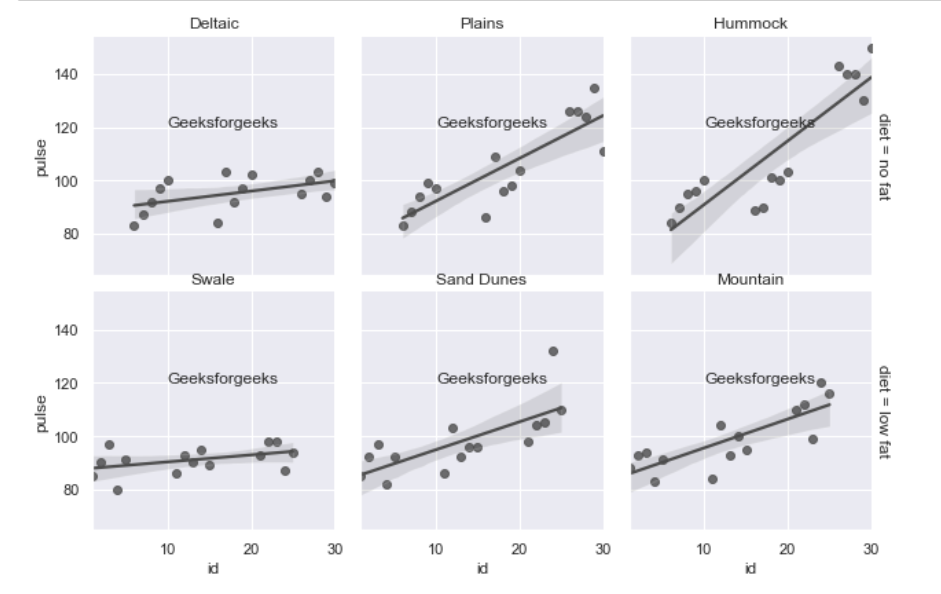 Deltaic
Plains
Hummock
pulse
140
120
100
80
Geeksforgeeks
Geeksforgeeks
Geeksforgeeks
diet = no fat
Swale
Sand Dunes
Mountain
pulse
140
120
100
80
Geeksforgeeks
Geeksforgeeks
Geeksforgeeks
diet = low fat
10 20 30
10 20 30
10 20 30
id
id
id